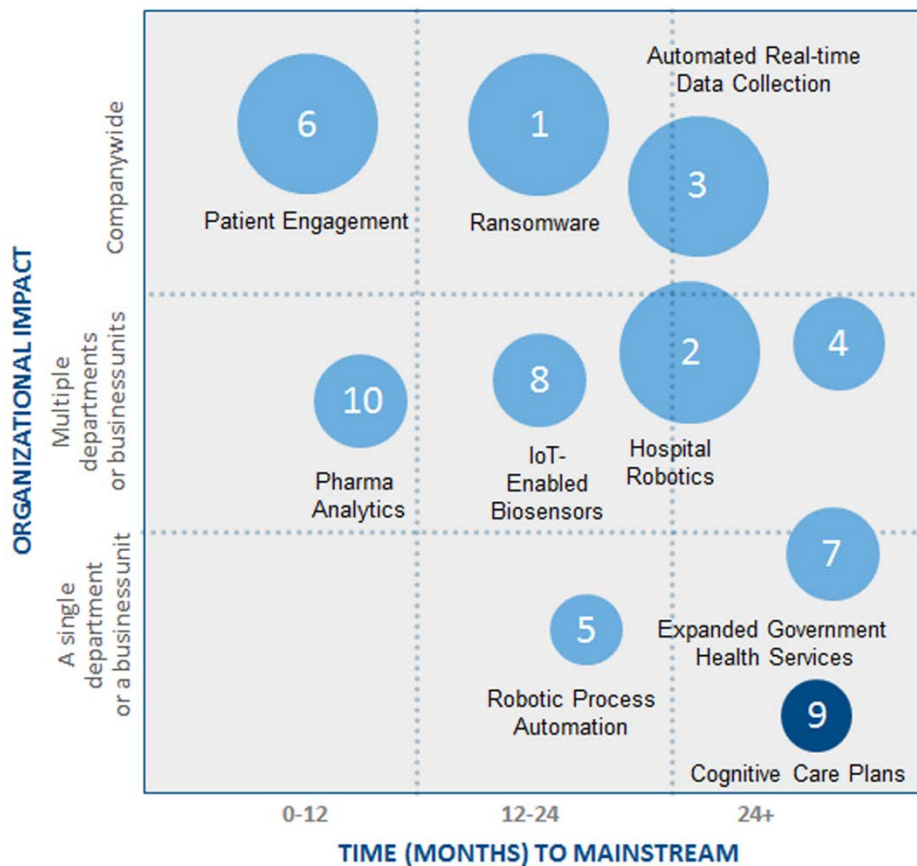 ORGANIZATIONAL IMPACT
Companywide
Multiple
departments
or business units
A single
department
or a business unit
6
Patient Engagement
1
Ransomware
Automated Real-time
Data Collection
3
10
Pharma
Analytics
8
IoT-
Enabled
Biosensors
2
Hospital
Robotics
4
5
Robotic Process
Automation
7
Expanded Government
Health Services
9
Cognitive Care Plans
0-12
12-24
24+
TIME (MONTHS) TO MAINSTREAM